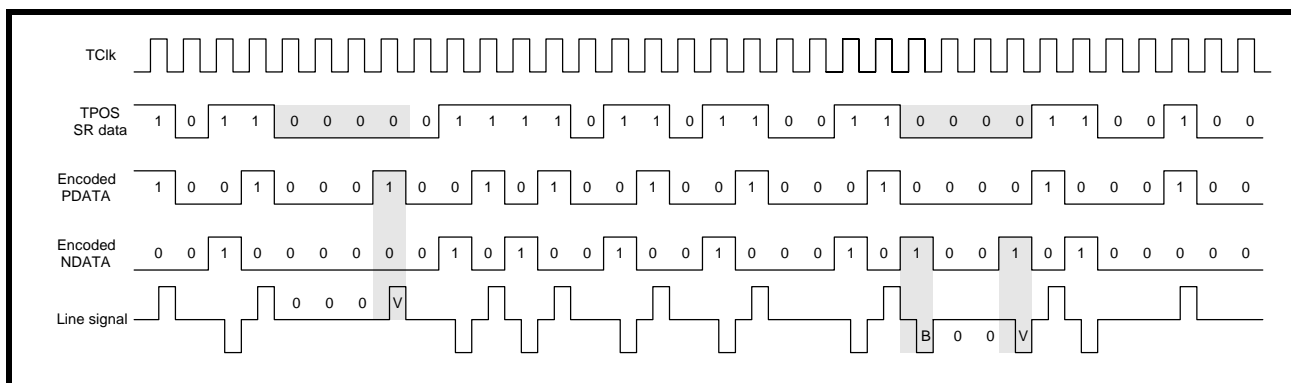 TClk
TPOS
SR data
1 0 1 1 0 0 0 0 0 1 1 1 1 0 1 1 0 1 1 0 0 1 1 0 0 0 0 1 1 0 0 1 0 0
Encoded
PDATA
1 0 0 1 0 0 0 1 0 0 1 0 1 0 0 1 0 0 1 0 0 0 1 0 0 0 0 1 0 0 0 1 0 0
Encoded
NDATA
0 0 1 0 0 0 0 0 0 1 0 1 0 0 1 0 0 1 0 0 0 1 0 1 0 0 1 0 1 0 0 0 0 0
Line signal
0 0 0 V
B 0 0 V